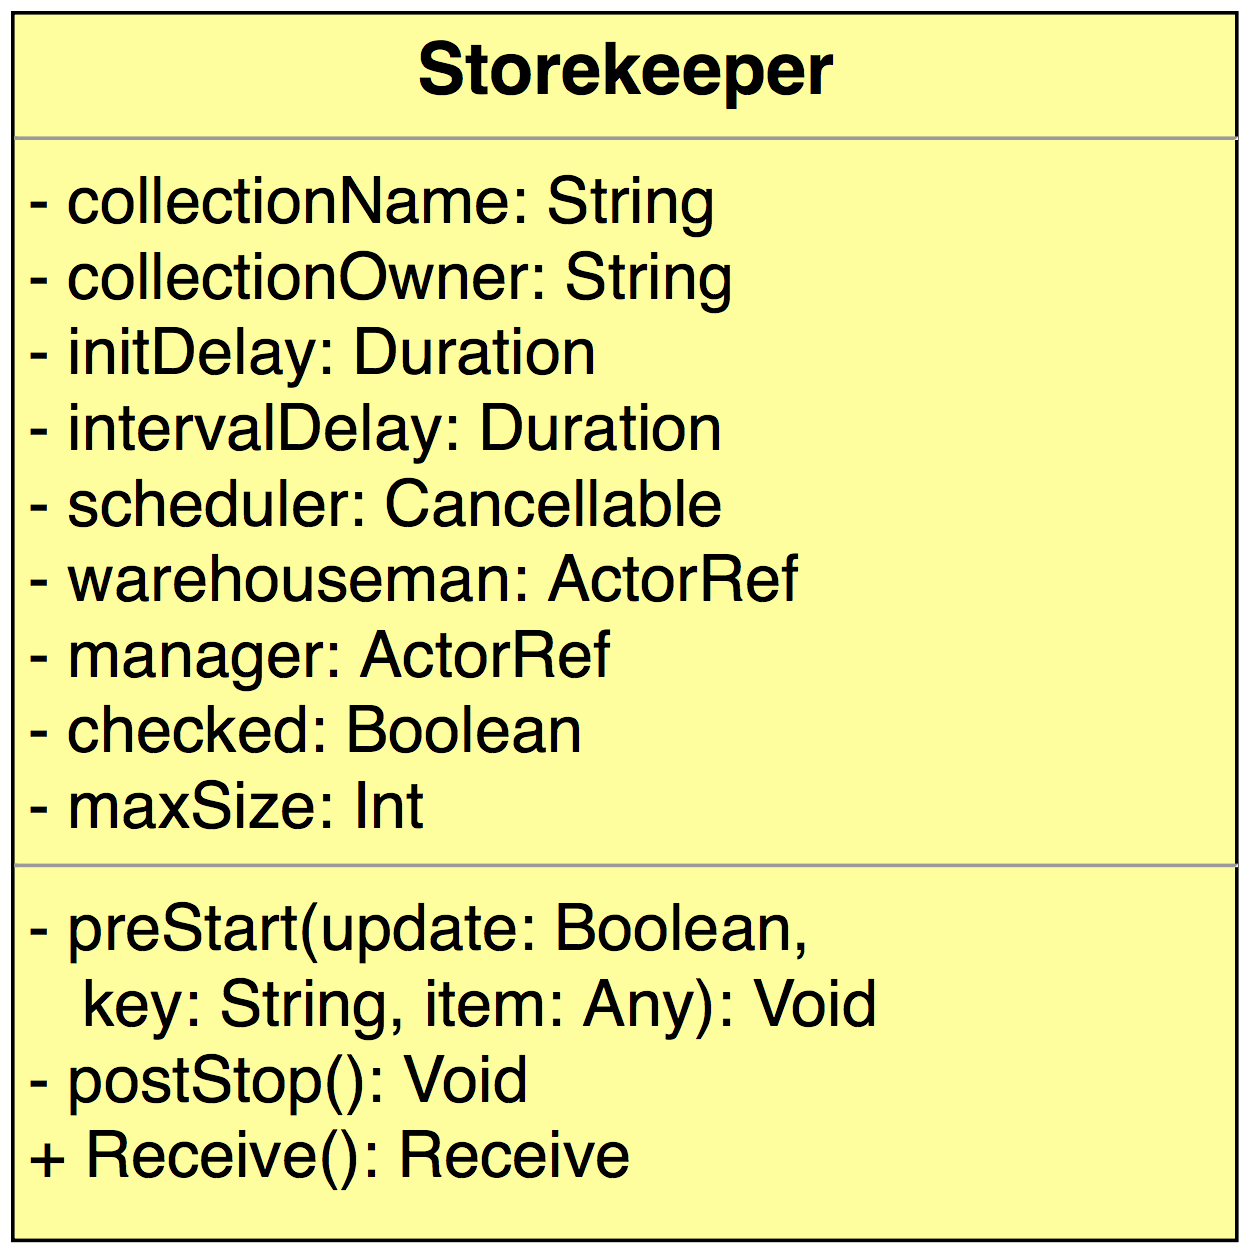 Storekeeper
- collectionName: String
- collectionOwner: String
- initDelay: Duration
- intervalDelay: Duration
- scheduler: Cancellable
- warehouseman: ActorRef
- manager: ActorRef
- checked: Boolean
- maxSize: Int
- preStart(update: Boolean,
key: String, item: Any): Void
- postStop(): Void
+ Receive(): Receive